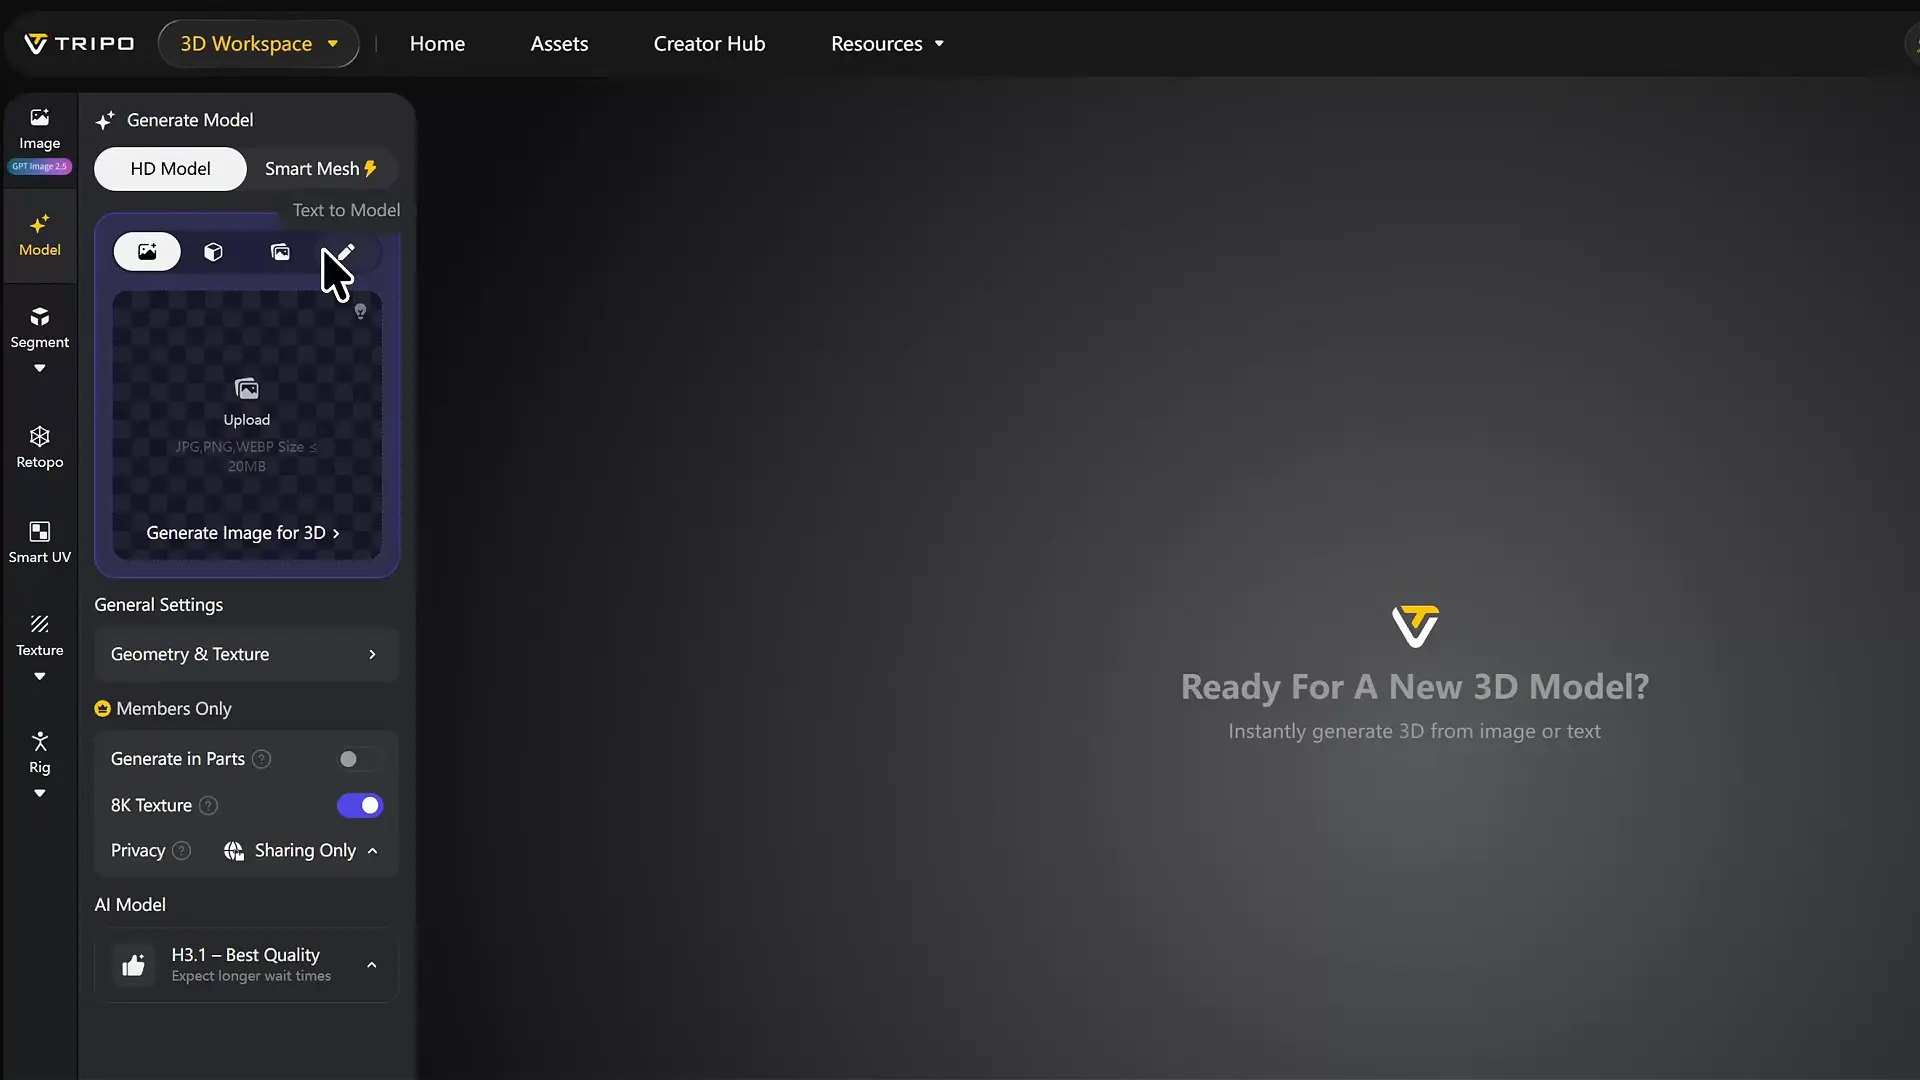 TRIPO
3D Workspace
Home
Assets
Creator Hub
Resources
Image
GPT Image 2.5
Model
Segment
Retopo
Smart UV
Texture
Rig
Generate Model
HD Model
Smart Mesh
Text to Model
Upload
JPG,PNG,WEBP Size ≤
20MB
Generate Image for 3D
General Settings
Geometry & Texture
Members Only
Generate in Parts ?
8K Texture ?
Privacy ? Sharing Only
AI Model
H3.1 – Best Quality
Expect longer wait times
Ready For A New 3D Model?
Instantly generate 3D from image or text